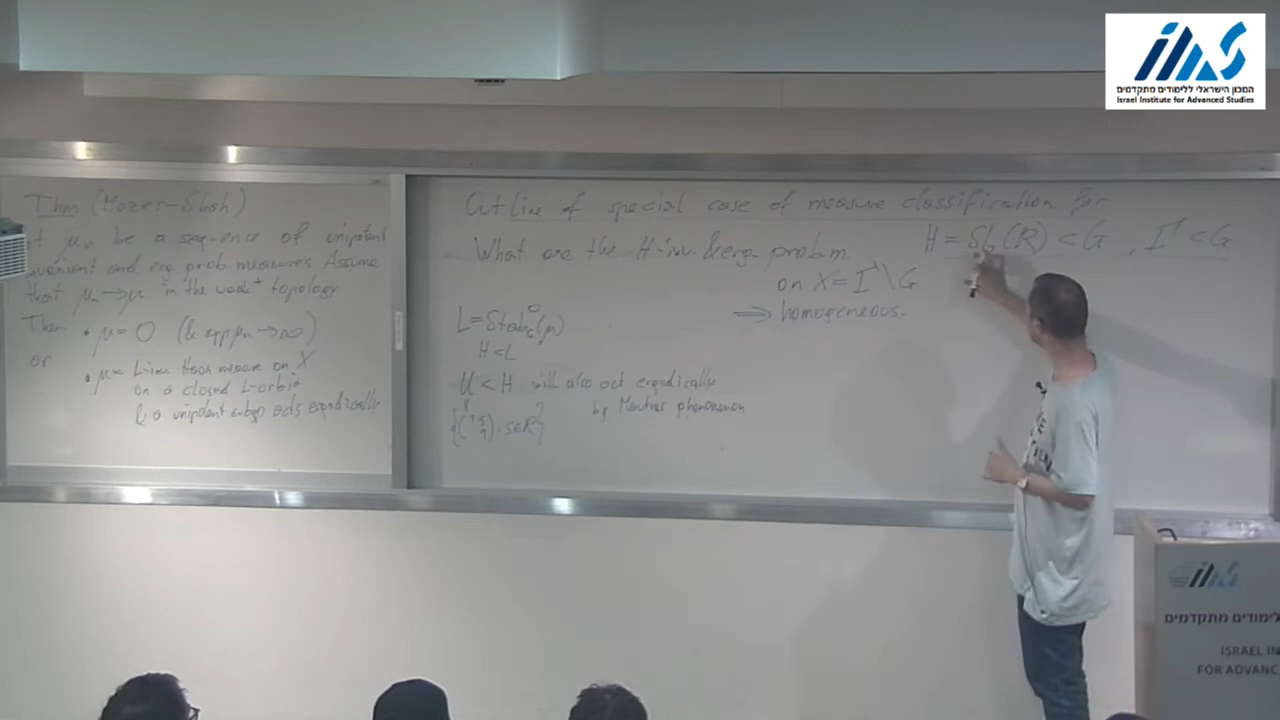 Thm (Mozes-Shah)
Let μn be a sequence of unipotent
invariant and erg prob measures Assume
that μn → μ in the weak* topology
Then • μ = 0 (& supp μn → ∞)
or • μ = L-inv Haar measure on X
on a closed L-orbit
& a unipotent subgp acts ergodically
Outline of special case of measure classification for
H = SL₂(R) < G , Γ < G
What are the H-inv. & erg. prob. m.
on X = Γ\G
⇒ homogeneous.
L = Stab_G(μ)°
H < L
U < H will also act ergodically
by Mautner phenomenon
{(1 s 1) : s∈R}
המכון הישראלי ללימודים מתקדמים
Israel Institute for Advanced Studies
לימודים מתקדמים
ISRAEL IN
FOR ADVANC